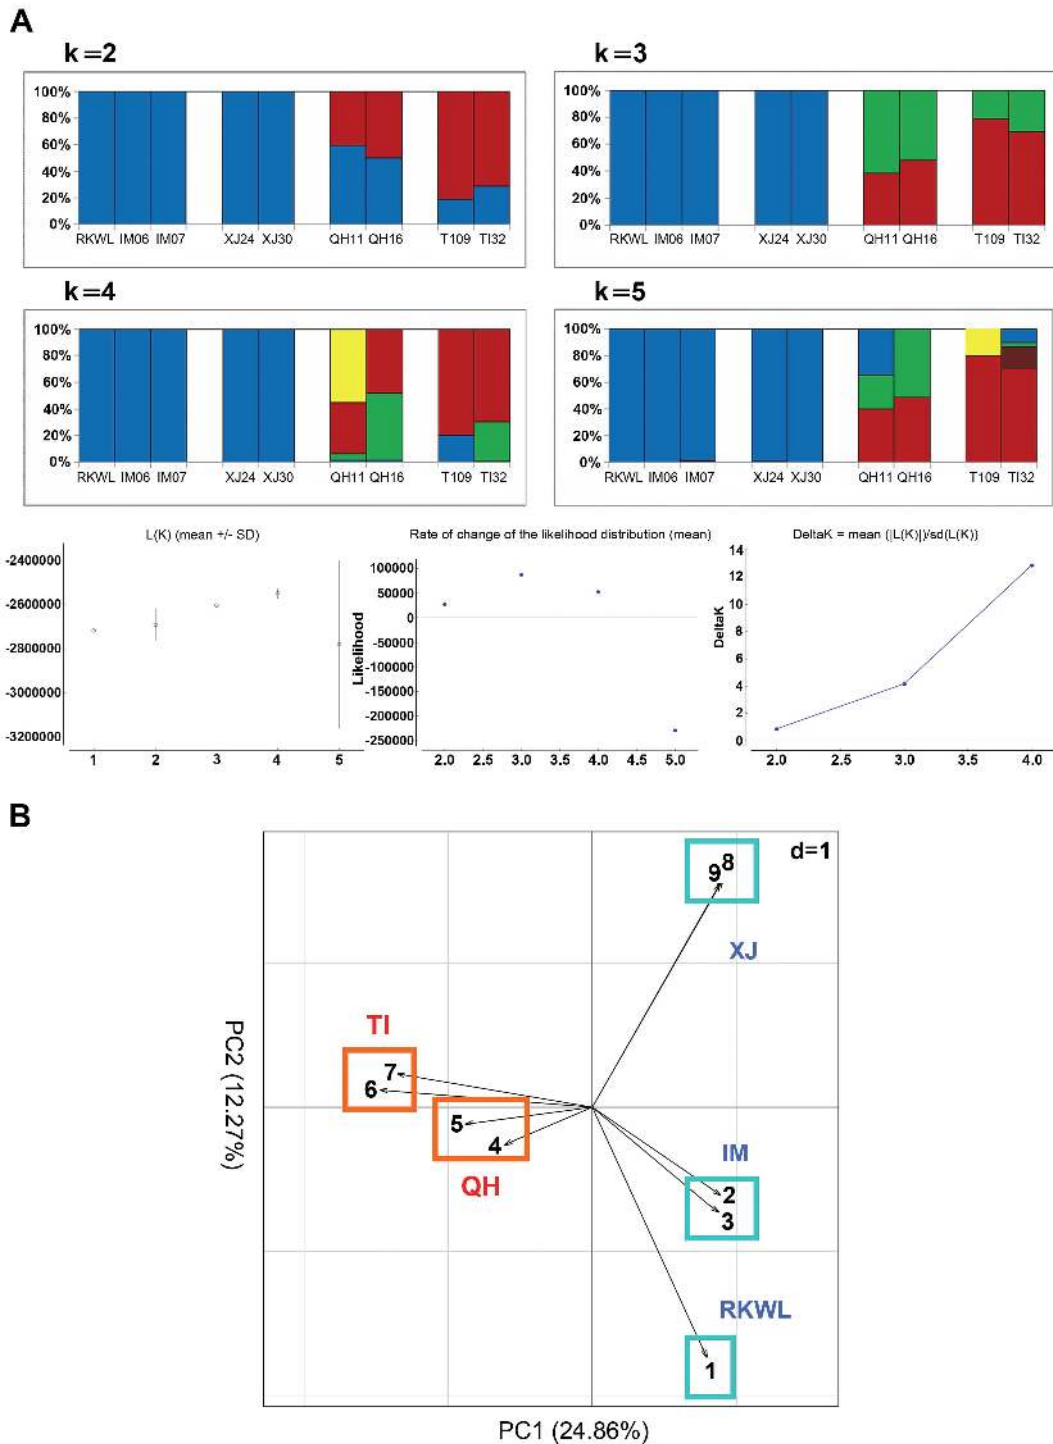 A
k=2
k=3
100%
80%
60%
40%
20%
0%
RKWL IM06 IM07 XJ24 XJ30 QH11 QH16 T109 TI32
100%
80%
60%
40%
20%
0%
RKWL IM06 IM07 XJ24 XJ30 QH11 QH16 T109 TI32
k=4
k=5
100%
80%
60%
40%
20%
0%
RKWL IM06 IM07 XJ24 XJ30 QH11 QH16 T109 TI32
100%
80%
60%
40%
20%
0%
RKWL IM06 IM07 XJ24 XJ30 QH11 QH16 T109 TI32
L(K) (mean +/- SD)
-2400000
-2600000
-2800000
-3000000
-3200000
1 2 3 4 5
Rate of change of the likelihood distribution (mean)
Likelihood
100000
50000
0
-50000
-100000
-150000
-200000
-250000
2.0 2.5 3.0 3.5 4.0 4.5 5.0
DeltaK = mean (|L(K)|)/sd(L(K))
DeltaK
14
12
10
8
6
4
2
0
2.0 2.5 3.0 3.5 4.0
B
d=1
9 8
XJ
TI
7
6
5
4
QH
IM
2
3
RKWL
1
PC2 (12.27%)
PC1 (24.86%)